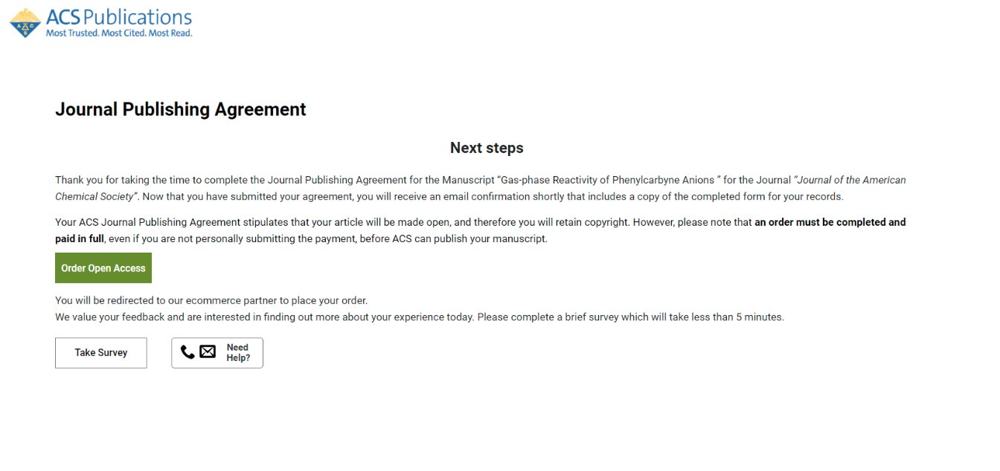 ACS Publications
Most Trusted. Most Cited. Most Read.
A C S
Journal Publishing Agreement
Next steps
Thank you for taking the time to complete the Journal Publishing Agreement for the Manuscript “Gas-phase Reactivity of Phenylcarbyne Anions ” for the Journal “Journal of the American
Chemical Society”. Now that you have submitted your agreement, you will receive an email confirmation shortly that includes a copy of the completed form for your records.
Your ACS Journal Publishing Agreement stipulates that your article will be made open, and therefore you will retain copyright. However, please note that an order must be completed and
paid in full, even if you are not personally submitting the payment, before ACS can publish your manuscript.
Order Open Access
You will be redirected to our ecommerce partner to place your order.
We value your feedback and are interested in finding out more about your experience today. Please complete a brief survey which will take less than 5 minutes.
Take Survey
Need
Help?